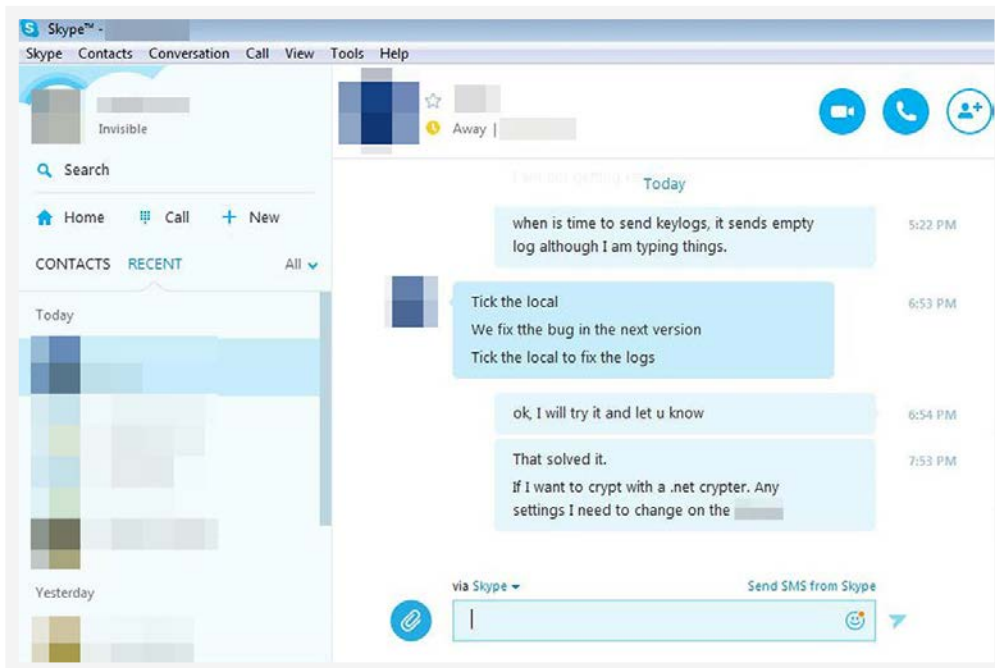 Skype™ -
Skype Contacts Conversation Call View Tools Help
Invisible
Search
Home Call New
CONTACTS RECENT All
Today
Yesterday
Away |
Today
when is time to send keylogs, it sends empty
log although I am typing things.
5:22 PM
Tick the local
We fix tthe bug in the next version
Tick the local to fix the logs
6:53 PM
ok, I will try it and let u know
6:54 PM
That solved it.
If I want to crypt with a .net crypter. Any
settings I need to change on the
7:53 PM
via Skype
Send SMS from Skype